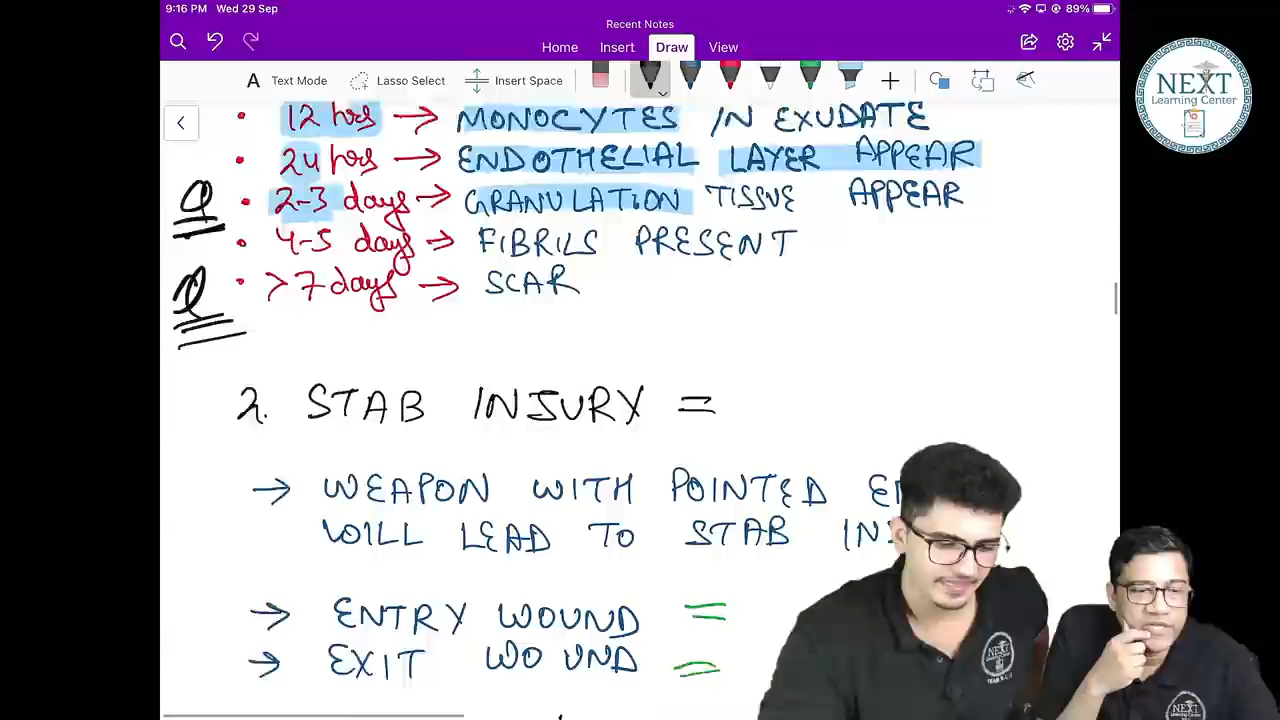 9:16 PM Wed 29 Sep
89%
Recent Notes
Home Insert Draw View
Text Mode Lasso Select Insert Space
NEXT
Learning Center
12 hrs → MONOCYTES IN EXUDATE
24 hrs → ENDOTHELIAL LAYER APPEAR
Q • 2-3 days → GRANULATION TISSUE APPEAR
4-5 days → FIBRILS PRESENT
Q • >7 days → SCAR
2. STAB INJURY =
→ WEAPON WITH POINTED
WILL LEAD TO STAB
→ ENTRY WOUND =
→ EXIT WOUND =
NEXT
NEXT